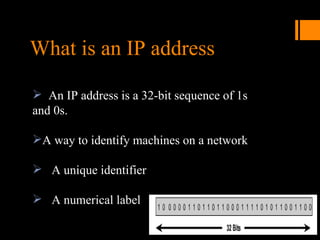 What is an IP address
➢ An IP address is a 32-bit sequence of 1s
and 0s.
➢A way to identify machines on a network
➢ A unique identifier
➢ A numerical label
32 Bits